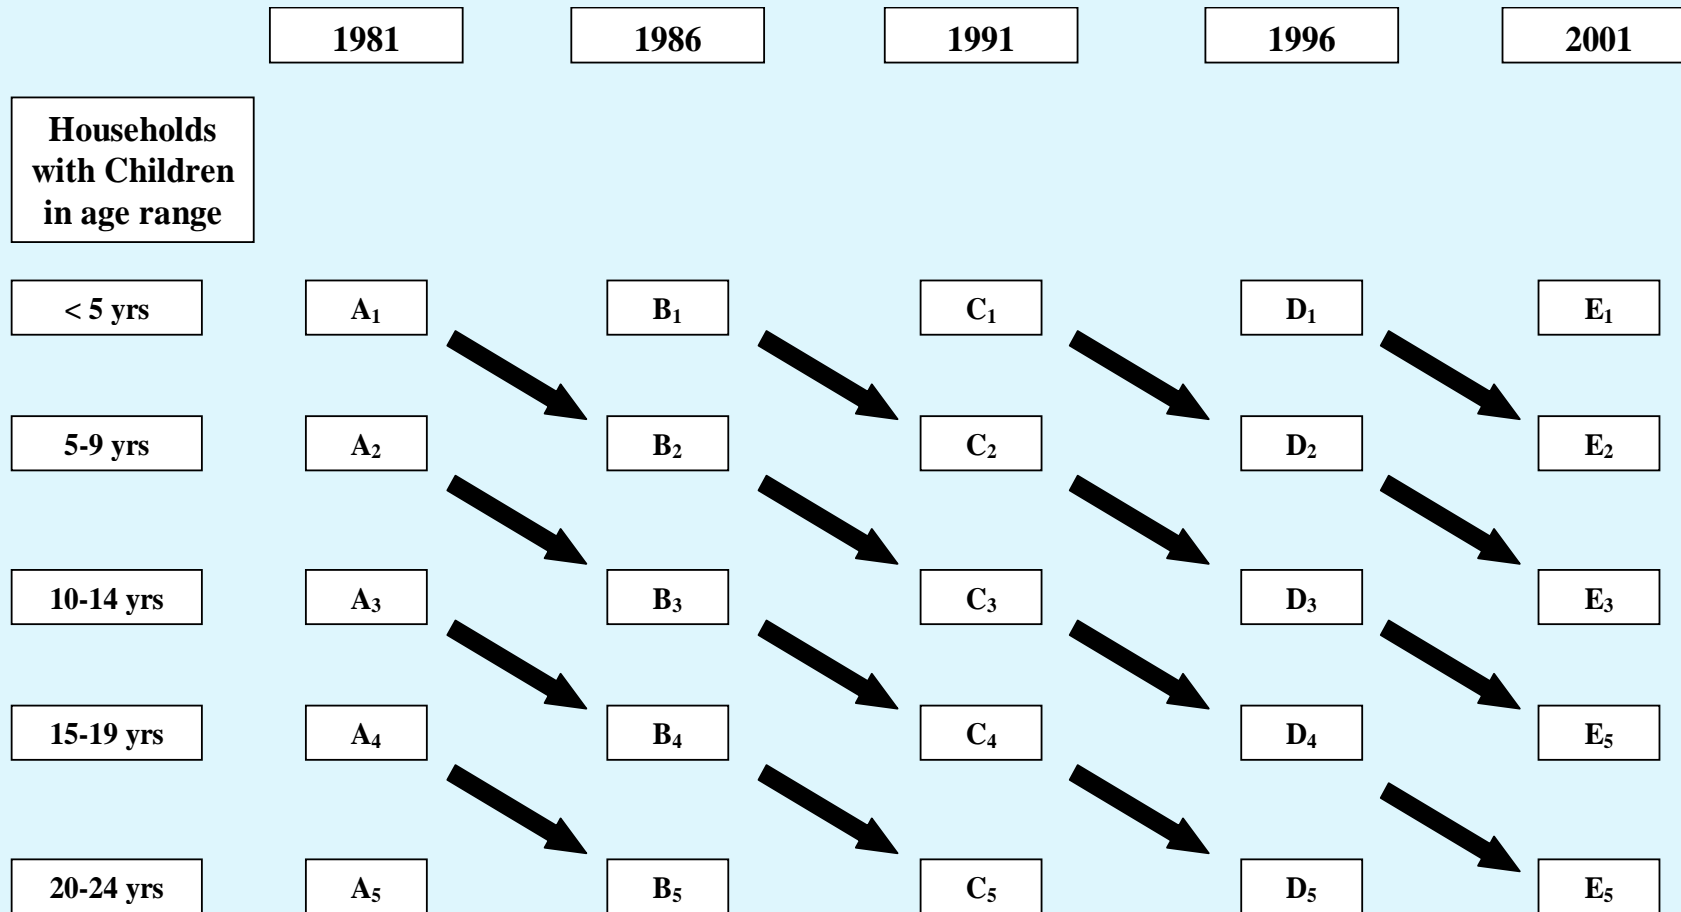 1981 1986 1991 1996 2001
Households
with Children
in age range
< 5 yrs A₁ B₁ C₁ D₁ E₁
5-9 yrs A₂ B₂ C₂ D₂ E₂
10-14 yrs A₃ B₃ C₃ D₃ E₃
15-19 yrs A₄ B₄ C₄ D₄ E₅
20-24 yrs A₅ B₅ C₅ D₅ E₅